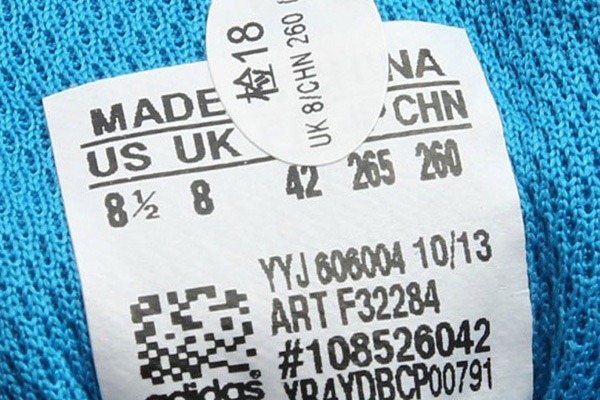 检18
UK 8/CHN 260
MADE NA
US UK CHN
8½ 8 42 265 260
YYJ 606004 10/13
ART F32284
#108526042
adidas
YR4YDBCP00791